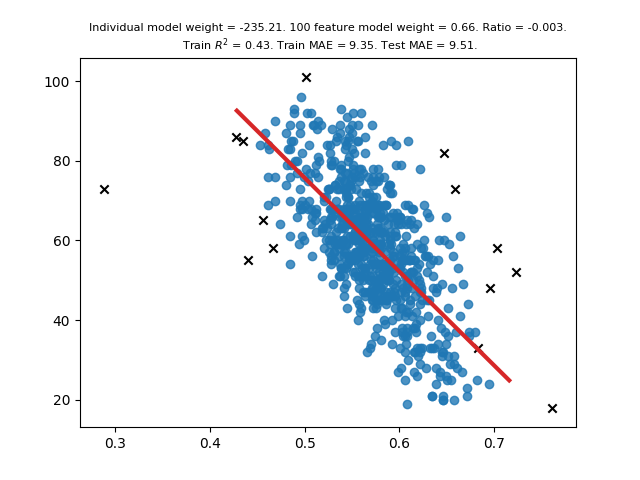 Individual model weight = -235.21. 100 feature model weight = 0.66. Ratio = -0.003.
Train R² = 0.43. Train MAE = 9.35. Test MAE = 9.51.
100
80
60
40
20
0.3 0.4 0.5 0.6 0.7